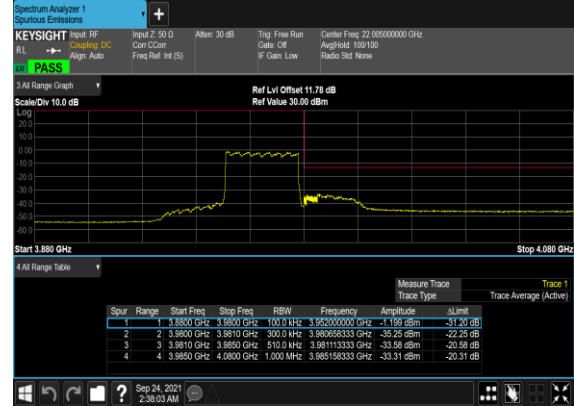 Spectrum Analyzer 1
Spurious Emissions
+
KEYSIGHT Input: RF Input Z: 50 Ω Atten: 30 dB Trig: Free Run Center Freq: 22.005000000 GHz
RL Coupling: DC Corr CCorr Gate: Off Avg|Hold: 100/100
Align: Auto Freq Ref: Int (S) IF Gain: Low Radio Std: None
PASS
3 All Range Graph
Ref Lvl Offset 11.78 dB
Scale/Div 10.0 dB Ref Value 30.00 dBm
Log
20.0
10.0
0.00
-10.0
-20.0
-30.0
-40.0
-50.0
-60.0
Start 3.880 GHz Stop 4.080 GHz
4 All Range Table
Measure Trace Trace 1
Trace Type Trace Average (Active)
Spur Range Start Freq Stop Freq RBW Frequency Amplitude ΔLimit
1 1 3.8800 GHz 3.9800 GHz 100.0 kHz 3.952000000 GHz -1.199 dBm -31.20 dB
2 2 3.9800 GHz 3.9810 GHz 300.0 kHz 3.980658333 GHz -35.25 dBm -22.25 dB
3 3 3.9810 GHz 3.9850 GHz 510.0 kHz 3.981113333 GHz -33.58 dBm -20.58 dB
4 4 3.9850 GHz 4.0800 GHz 1.000 MHz 3.985158333 GHz -33.31 dBm -20.31 dB
? Sep 24, 2021
2:38:03 AM